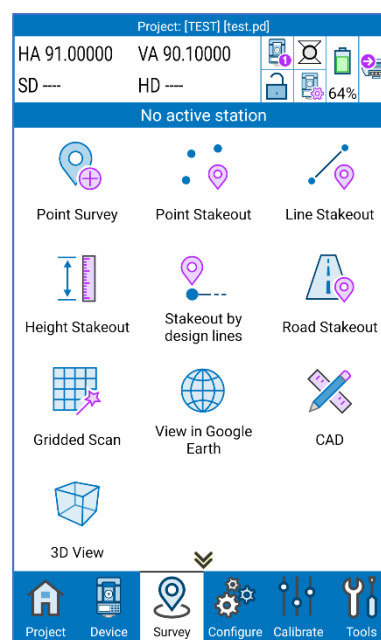 Project: [TEST] [test.pd]
HA 91.00000 VA 90.10000
SD ---- HD ----
64%
No active station
Point Survey Point Stakeout Line Stakeout
Height Stakeout Stakeout by design lines Road Stakeout
Gridded Scan View in Google Earth CAD
3D View
Project Device Survey Configure Calibrate Tools